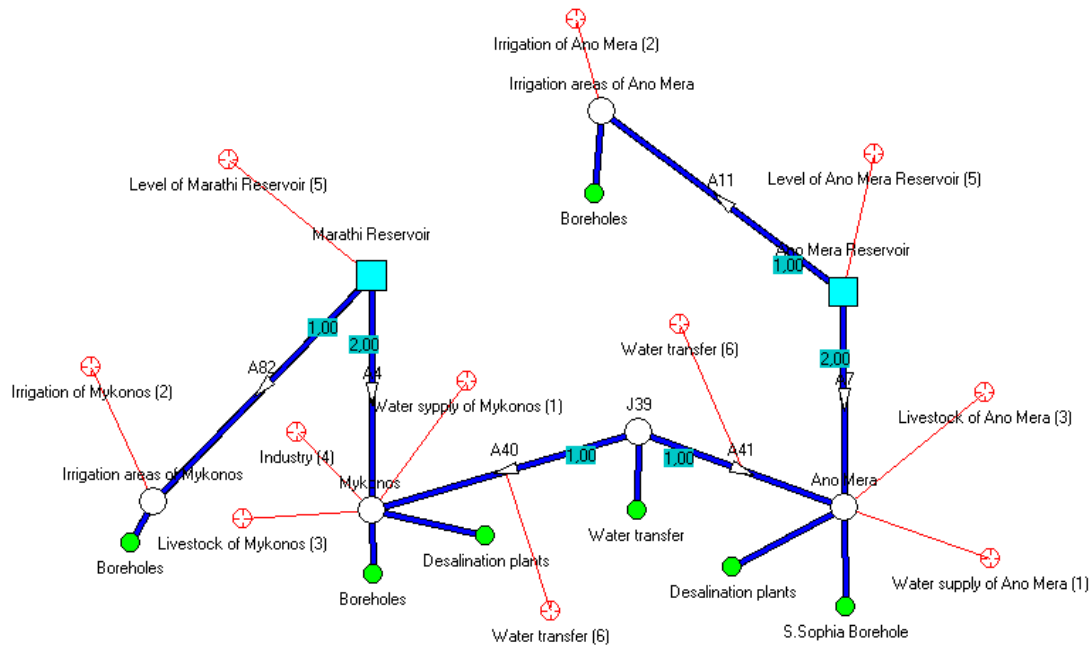 Irrigation of Ano Mera (2)
Irrigation areas of Ano Mera
Level of Marathi Reservoir (5)
A11
Level of Ano Mera Reservoir (5)
Boreholes
Marathi Reservoir
Ano Mera Reservoir
1,00
1,00
2,00
Water transfer (6)
2,00
A82
A4
A7
Irrigation of Mykonos (2)
Water sypply of Mykonos (1)
J39
Livestock of Ano Mera (3)
Industry (4)
A40
1,00
1,00
A41
Irrigation areas of Mykonos
Mykonos
Ano Mera
Livestock of Mykonos (3)
Desalination plants
Water transfer
Boreholes
Boreholes
Desalination plants
Water supply of Ano Mera (1)
Water transfer (6)
S.Sophia Borehole